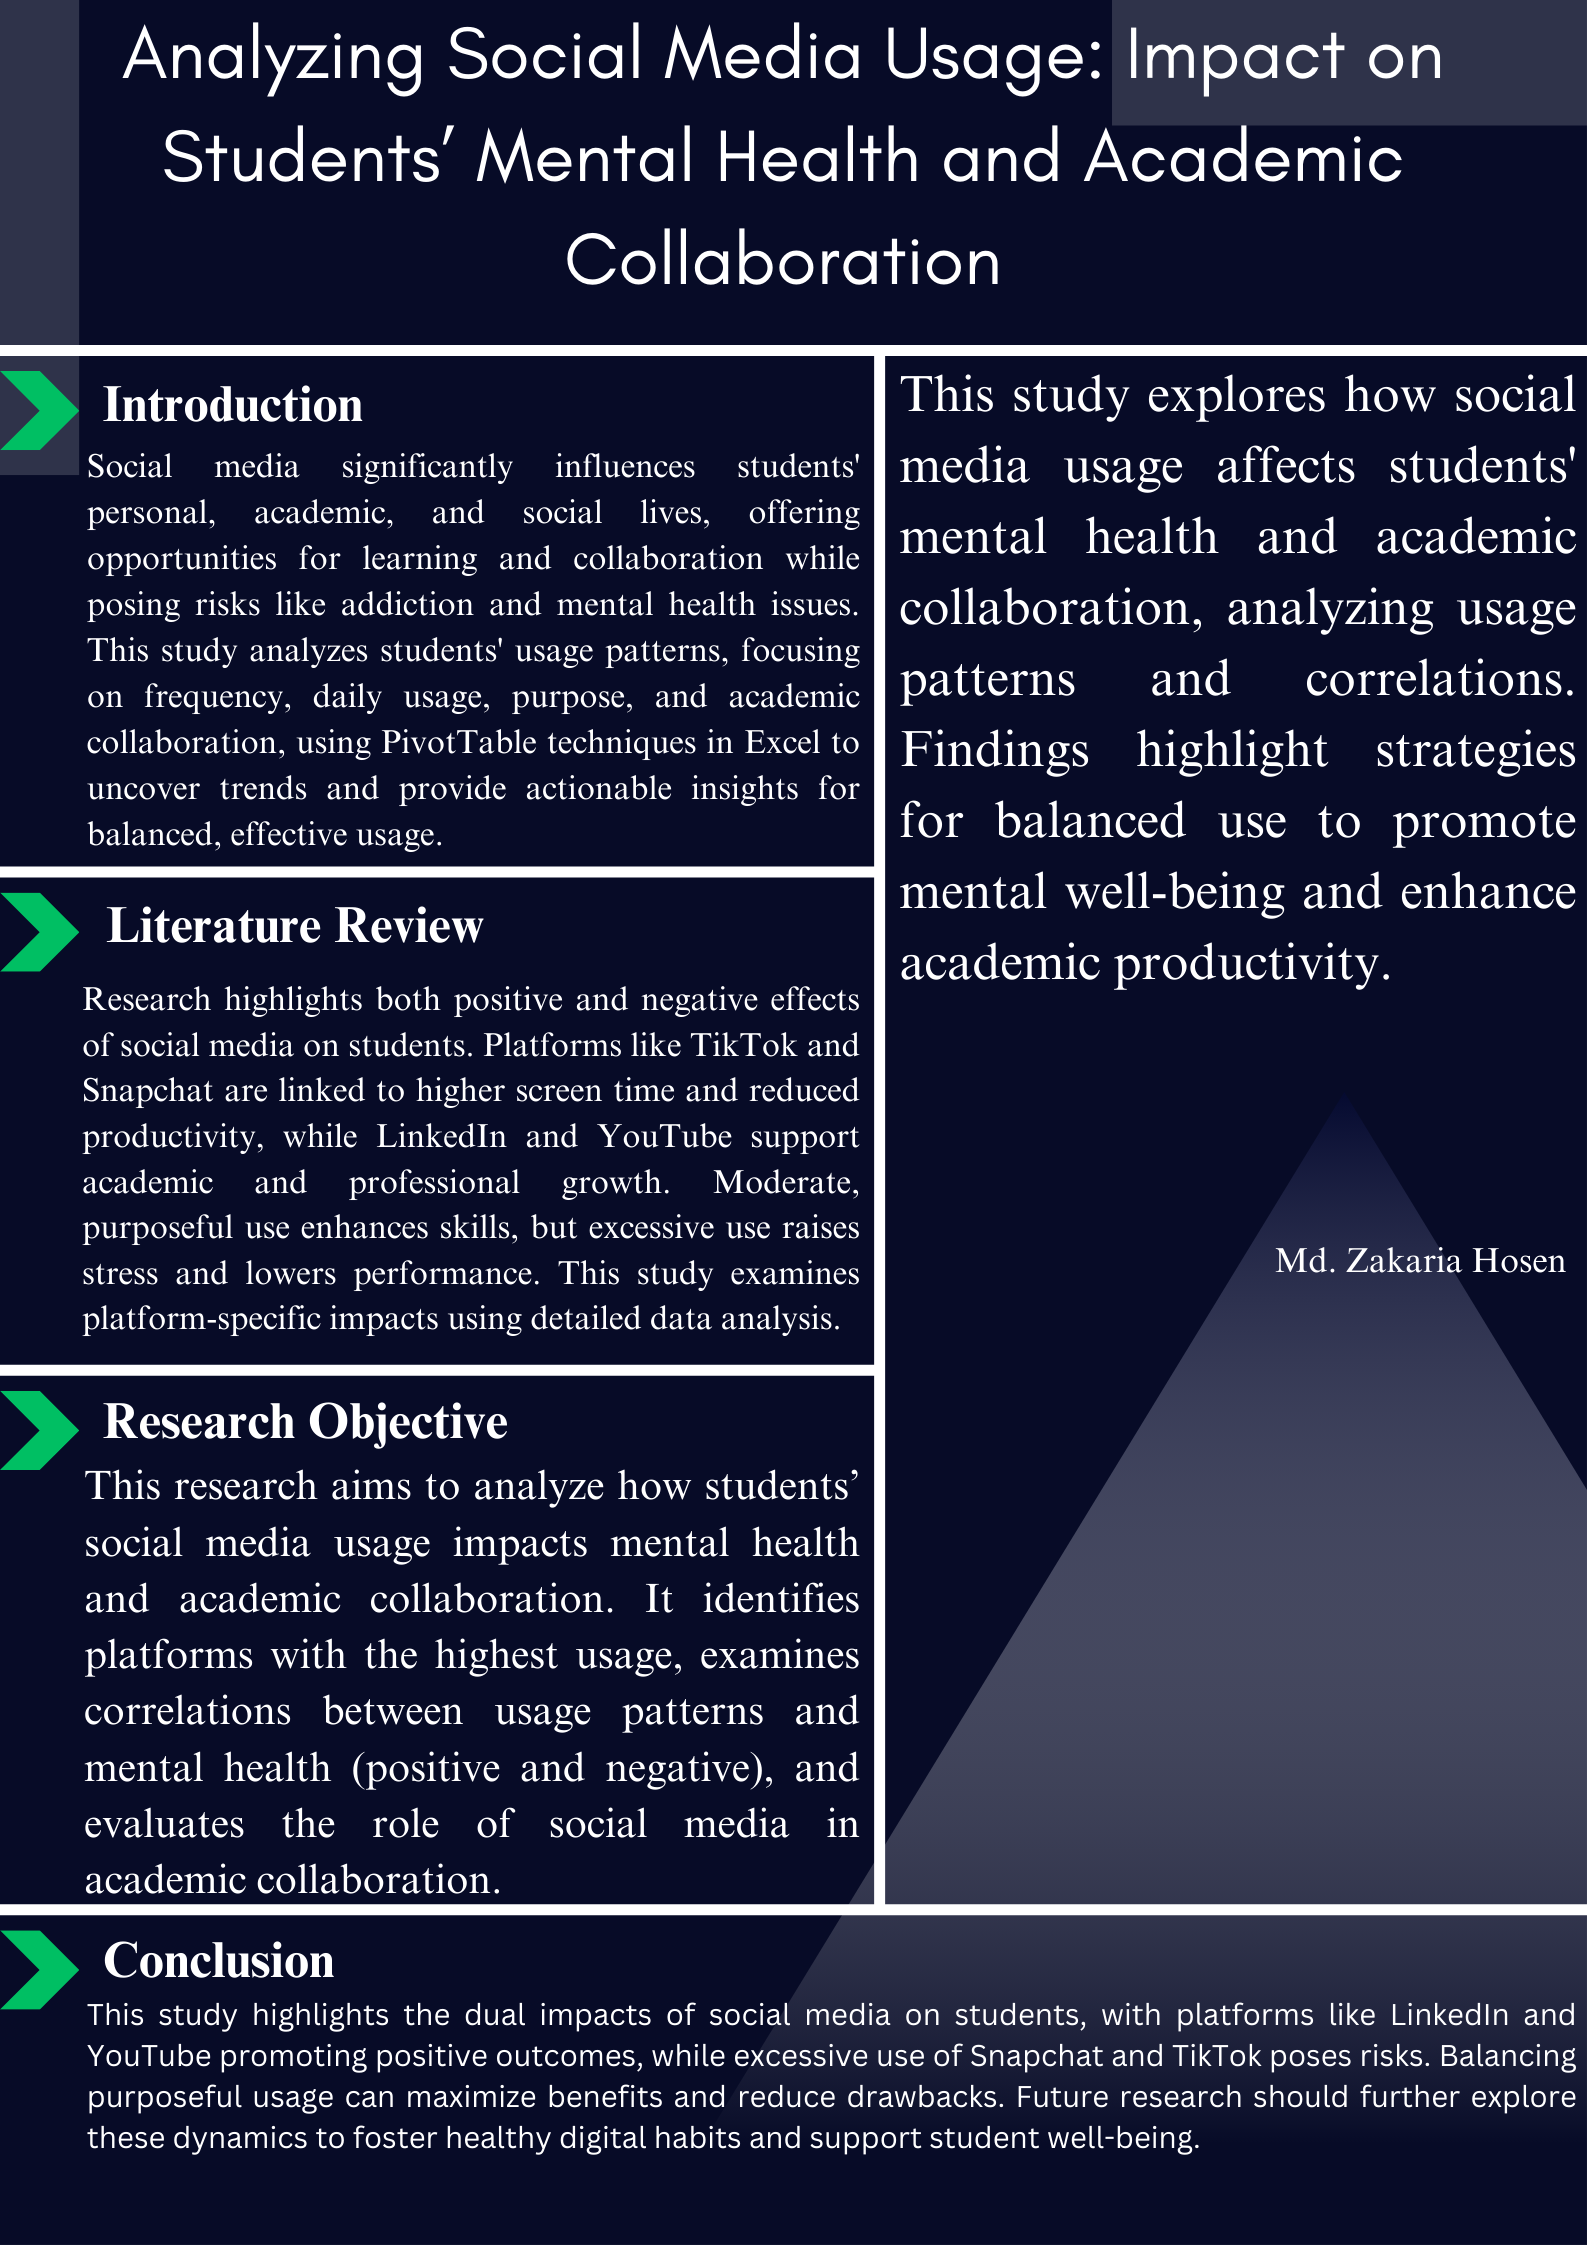 Analyzing Social Media Usage: Impact on
Students’ Mental Health and Academic
Collaboration
Introduction
Social media significantly influences students'
personal, academic, and social lives, offering
opportunities for learning and collaboration while
posing risks like addiction and mental health issues.
This study analyzes students' usage patterns, focusing
on frequency, daily usage, purpose, and academic
collaboration, using PivotTable techniques in Excel to
uncover trends and provide actionable insights for
balanced, effective usage.
Literature Review
Research highlights both positive and negative effects
of social media on students. Platforms like TikTok and
Snapchat are linked to higher screen time and reduced
productivity, while LinkedIn and YouTube support
academic and professional growth. Moderate,
purposeful use enhances skills, but excessive use raises
stress and lowers performance. This study examines
platform-specific impacts using detailed data analysis.
Research Objective
This research aims to analyze how students’
social media usage impacts mental health
and academic collaboration. It identifies
platforms with the highest usage, examines
correlations between usage patterns and
mental health (positive and negative), and
evaluates the role of social media in
academic collaboration.
This study explores how social
media usage affects students'
mental health and academic
collaboration, analyzing usage
patterns and correlations.
Findings highlight strategies
for balanced use to promote
mental well-being and enhance
academic productivity.
Md. Zakaria Hosen
Conclusion
This study highlights the dual impacts of social media on students, with platforms like LinkedIn and
YouTube promoting positive outcomes, while excessive use of Snapchat and TikTok poses risks. Balancing
purposeful usage can maximize benefits and reduce drawbacks. Future research should further explore
these dynamics to foster healthy digital habits and support student well-being.